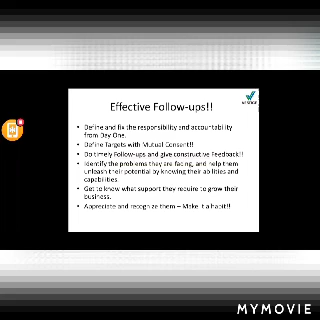 VESTIGE
Effective Follow-ups!!
• Define and fix the responsibility and accountability
from Day One.
• Define Targets with Mutual Consent!!
• Do timely Follow-ups and give constructive Feedback!!
• Identify the problems they are facing, and help them
unleash their potential by knowing their abilities and
capabilities.
• Get to know what support they require to grow their
business.
• Appreciate and recognize them – Make it a habit!!
MYMOVIE